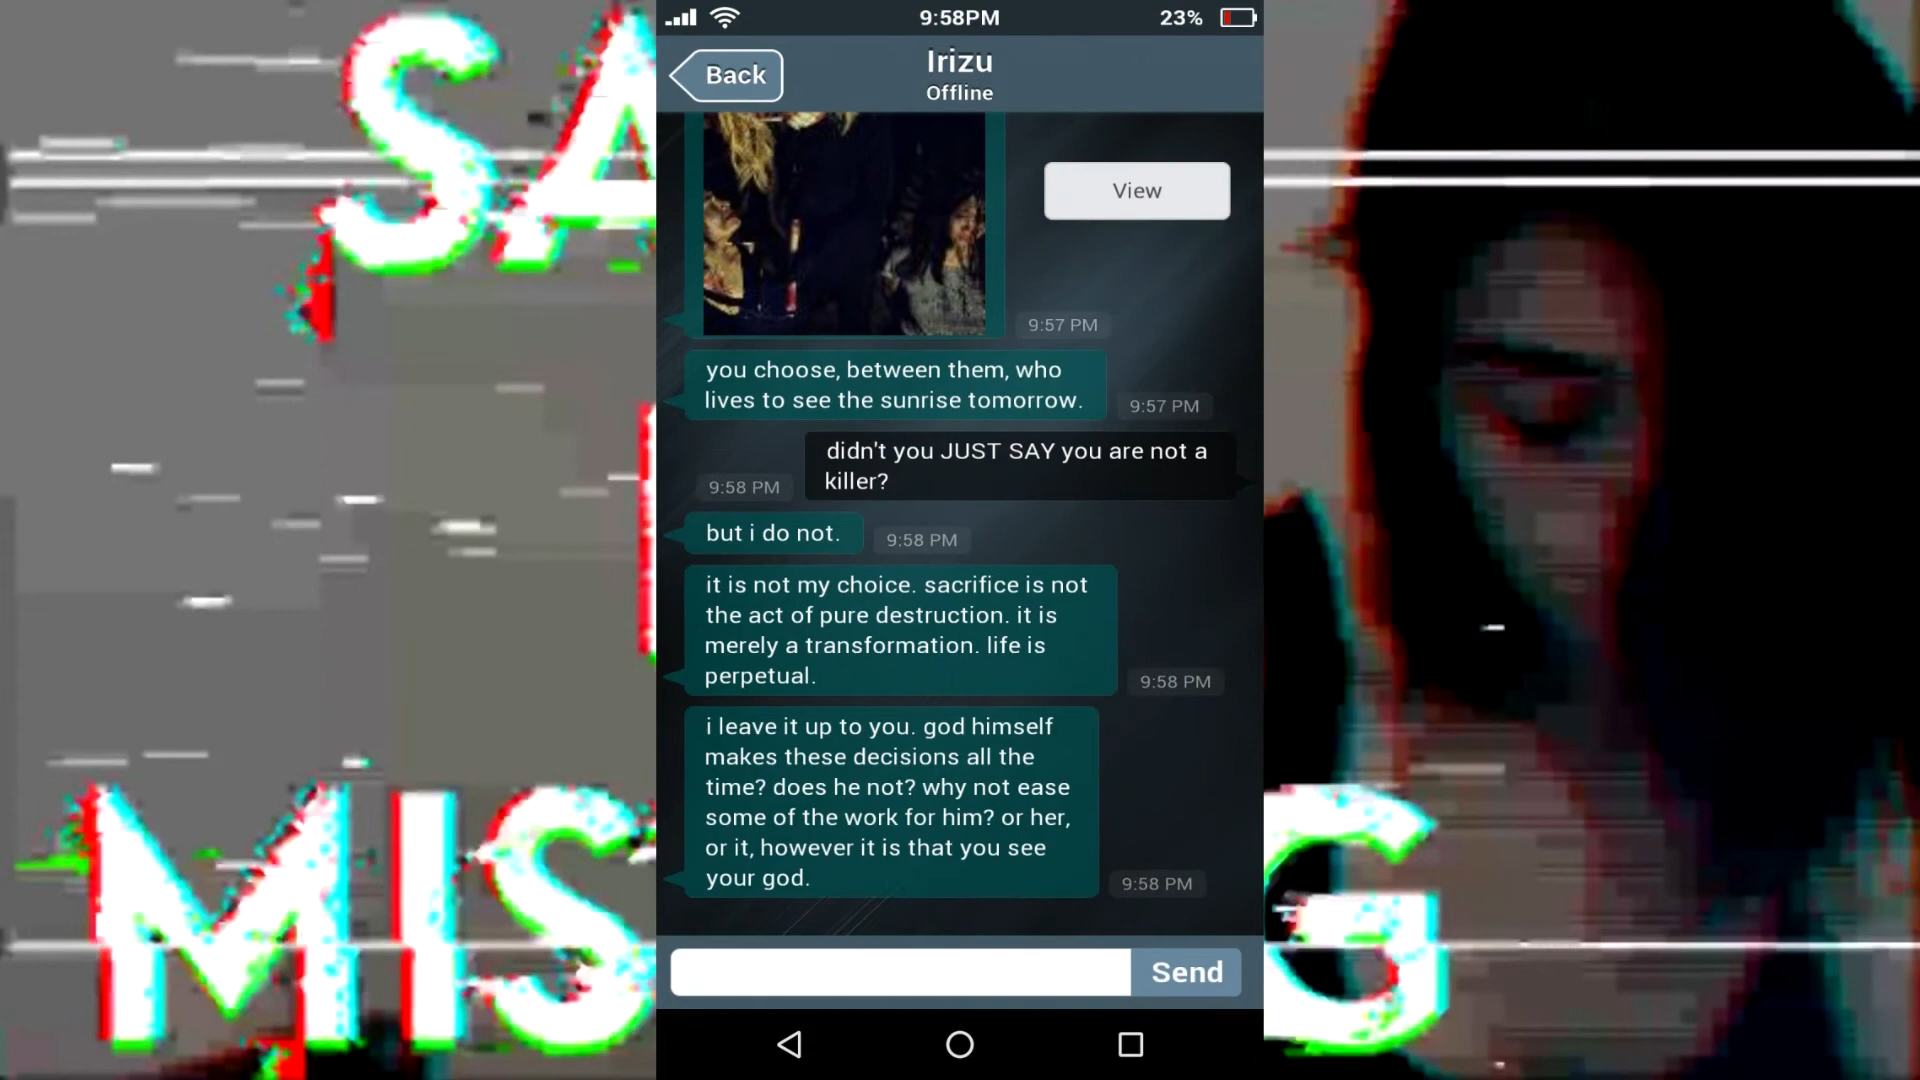 SA
MIS
G
9:58PM
23%
Back
Irizu
Offline
View
9:57 PM
you choose, between them, who
lives to see the sunrise tomorrow.
9:57 PM
didn't you JUST SAY you are not a
killer?
9:58 PM
but i do not.
9:58 PM
it is not my choice. sacrifice is not
the act of pure destruction. it is
merely a transformation. life is
perpetual.
9:58 PM
i leave it up to you. god himself
makes these decisions all the
time? does he not? why not ease
some of the work for him? or her,
or it, however it is that you see
your god.
9:58 PM
Send